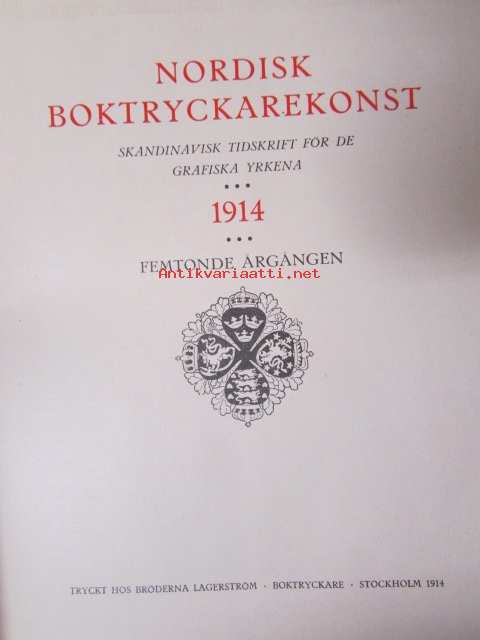 NORDISK
BOKTRYCKAREKONST
SKANDINAVISK TIDSKRIFT FÖR DE
GRAFISKA YRKENA
1914
FEMTONDE ÅRGÅNGEN
Antikvariaatti.net
TRYCKT HOS BRÖDERNA LAGERSTRÖM · BOKTRYCKARE · STOCKHOLM 1914